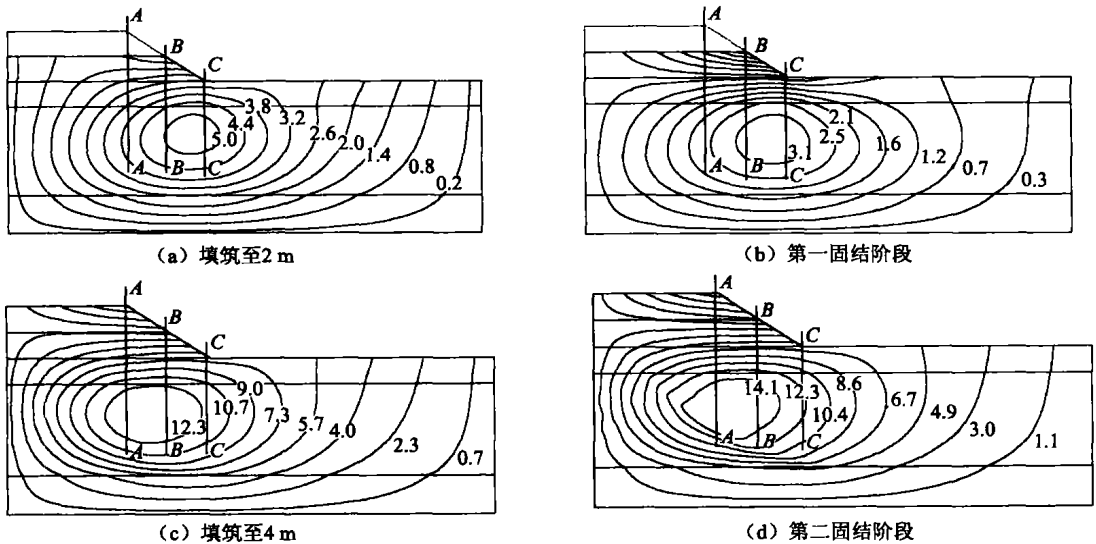 A
B
C
3.8
4.4
3.2
5.0
2.6
2.0
1.4
0.8
0.2
A
B
C
(a) 填筑至2 m
A
B
C
2.1
2.5
1.6
3.1
1.2
0.7
0.3
A
B
C
(b) 第一固结阶段
A
B
C
9.0
10.7
7.3
12.3
5.7
4.0
2.3
0.7
A
B
C
(c) 填筑至4 m
A
B
C
14.1
12.3
8.6
10.4
6.7
4.9
3.0
1.1
A
B
C
(d) 第二固结阶段